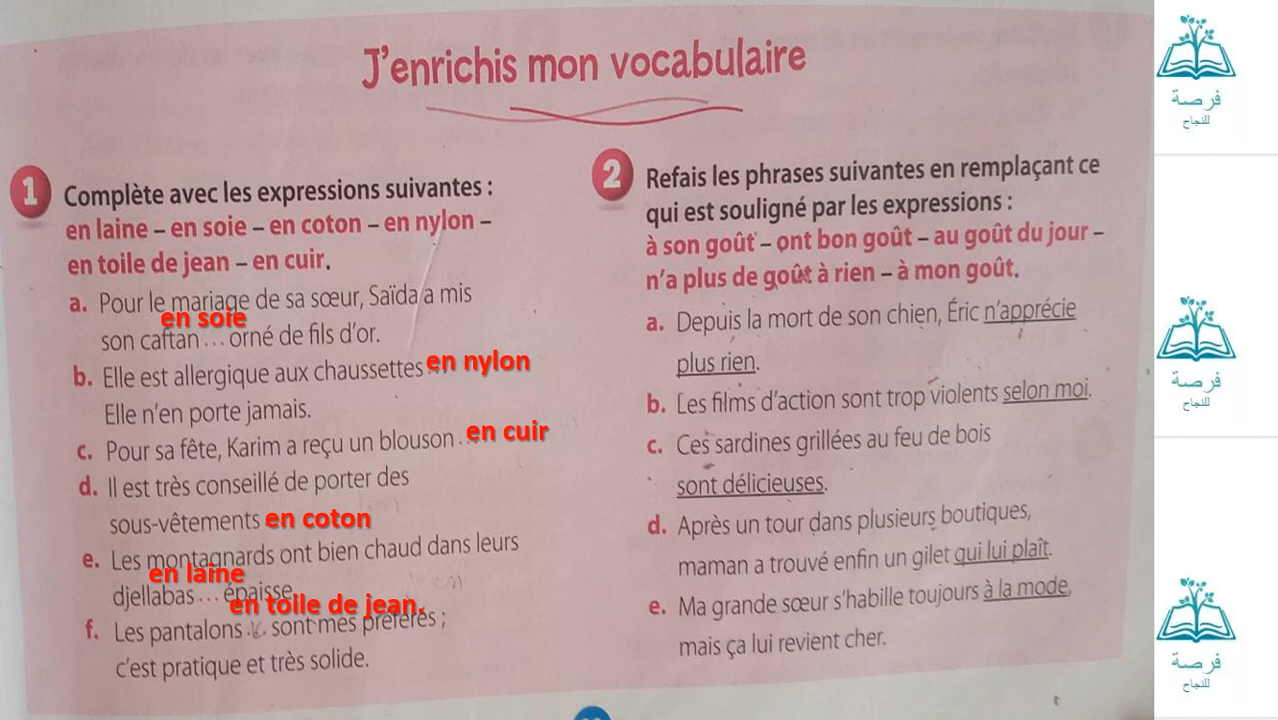 J'enrichis mon vocabulaire
1 Complète avec les expressions suivantes :
en laine – en soie – en coton – en nylon –
en toile de jean – en cuir.
a. Pour le mariage de sa sœur, Saïda a mis
en soie
son caftan ... orné de fils d'or.
b. Elle est allergique aux chaussettes ... en nylon
Elle n'en porte jamais.
c. Pour sa fête, Karim a reçu un blouson ... en cuir
d. Il est très conseillé de porter des
sous-vêtements en coton
e. Les montagnards ont bien chaud dans leurs
en laine
djellabas ... épaisse
en toile de jean.
f. Les pantalons ... sont mes préférés ;
c'est pratique et très solide.
2 Refais les phrases suivantes en remplaçant ce
qui est souligné par les expressions :
à son goût – ont bon goût – au goût du jour –
n'a plus de goût à rien – à mon goût.
a. Depuis la mort de son chien, Éric n'apprécie
plus rien.
b. Les films d'action sont trop violents selon moi.
c. Ces sardines grillées au feu de bois
sont délicieuses.
d. Après un tour dans plusieurs boutiques,
maman a trouvé enfin un gilet qui lui plaît.
e. Ma grande sœur s'habille toujours à la mode,
mais ça lui revient cher.
فرصة
للنجاح
فرصة
للنجاح
فرصة
للنجاح